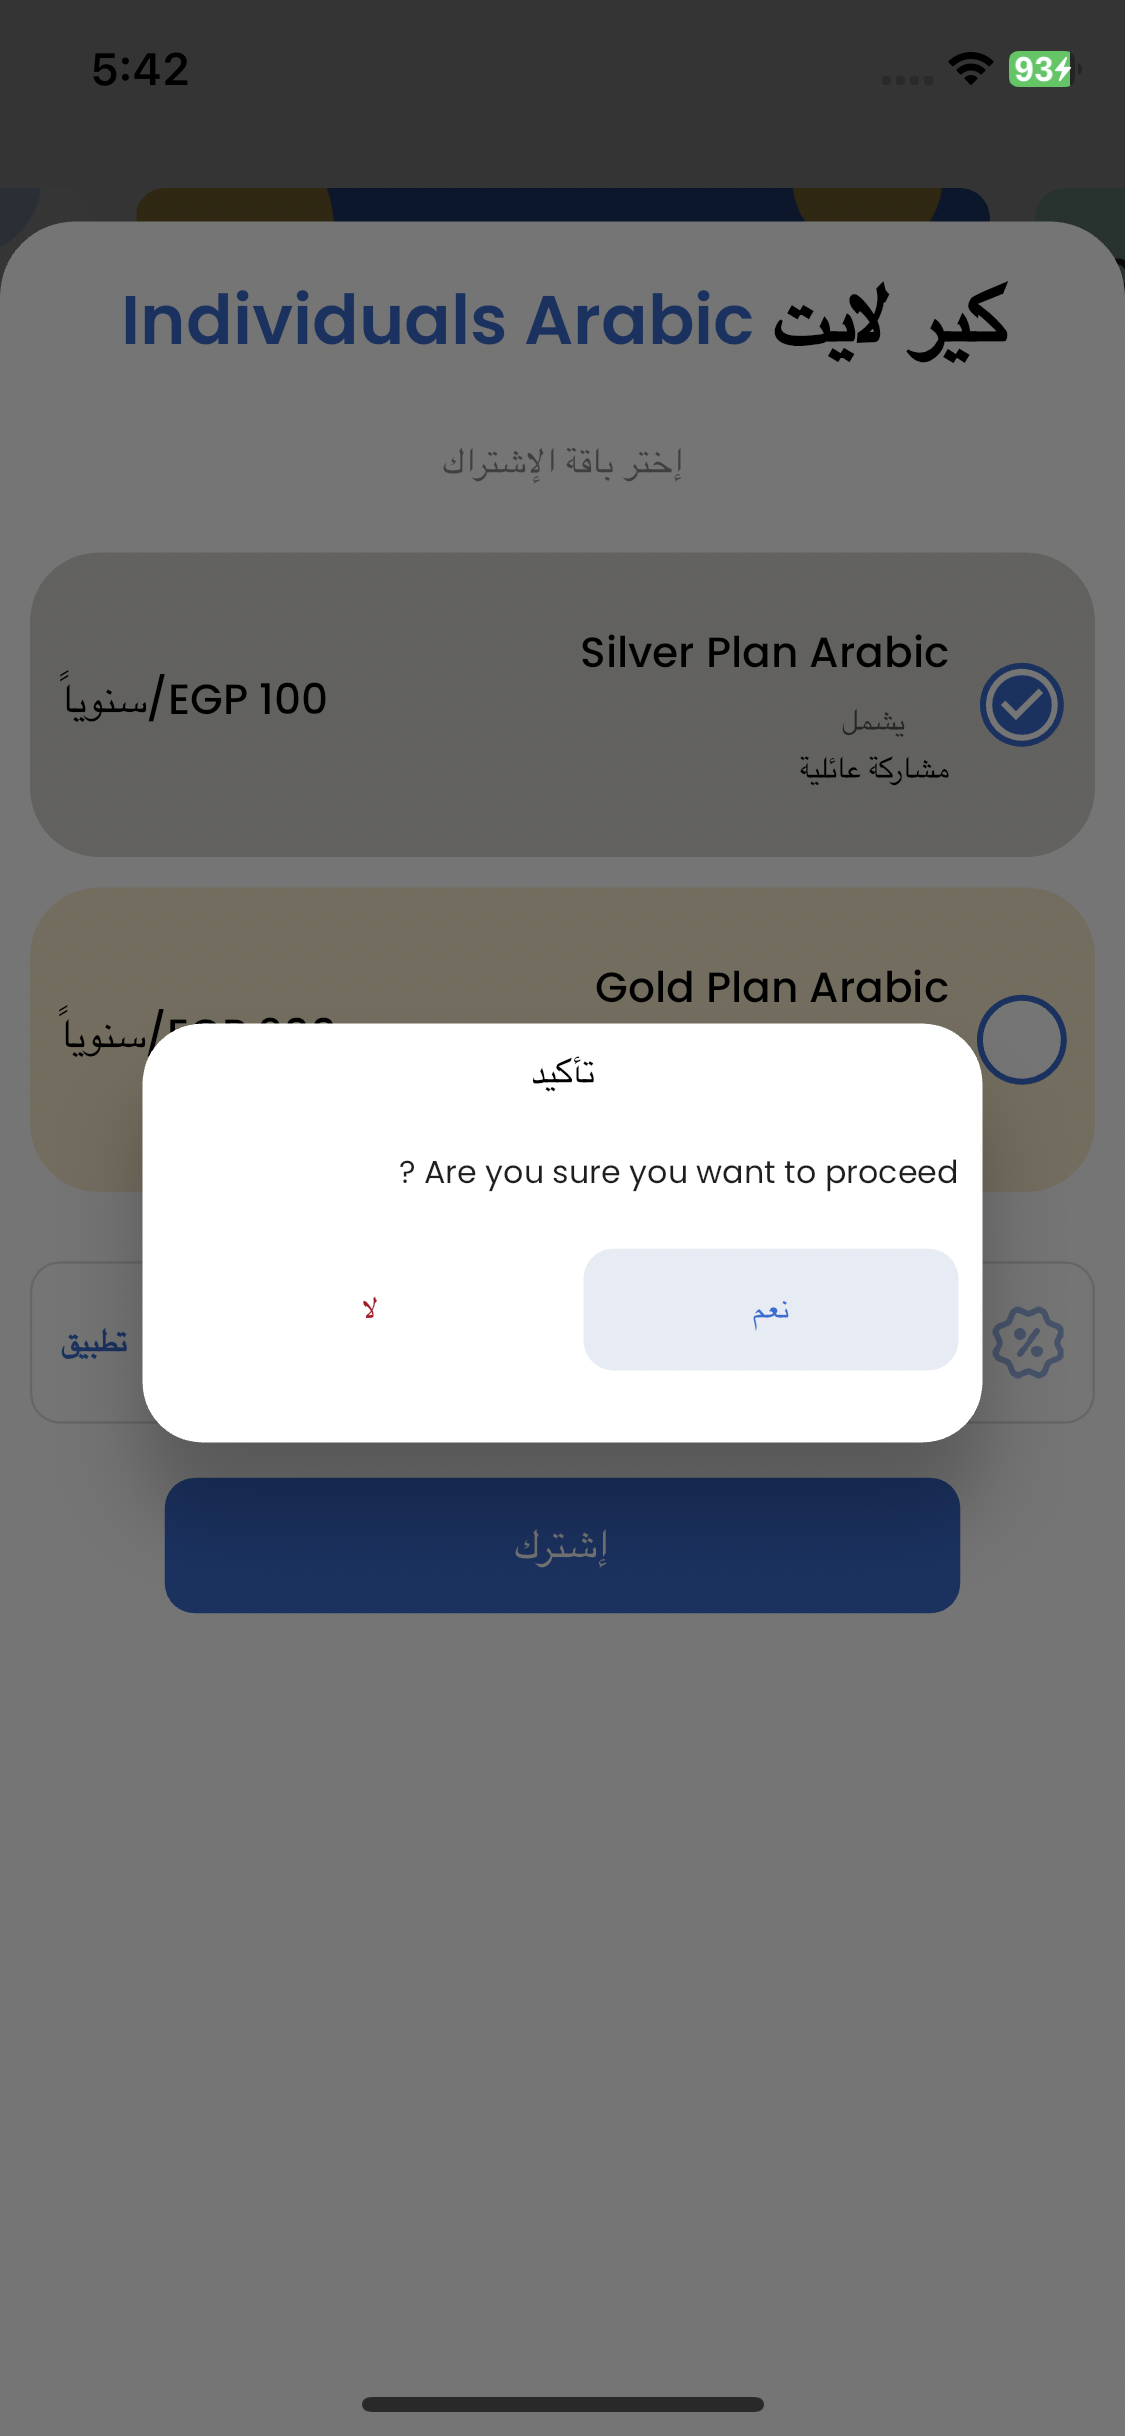 5:42
93
كير لايت Individuals Arabic
إختر باقة الإشتراك
Silver Plan Arabic
EGP 100/سنوياً
يشمل
مشاركة عائلية
Gold Plan Arabic
/سنوياً
تأكيد
Are you sure you want to proceed ?
نعم
لا
تطبيق
إشترك